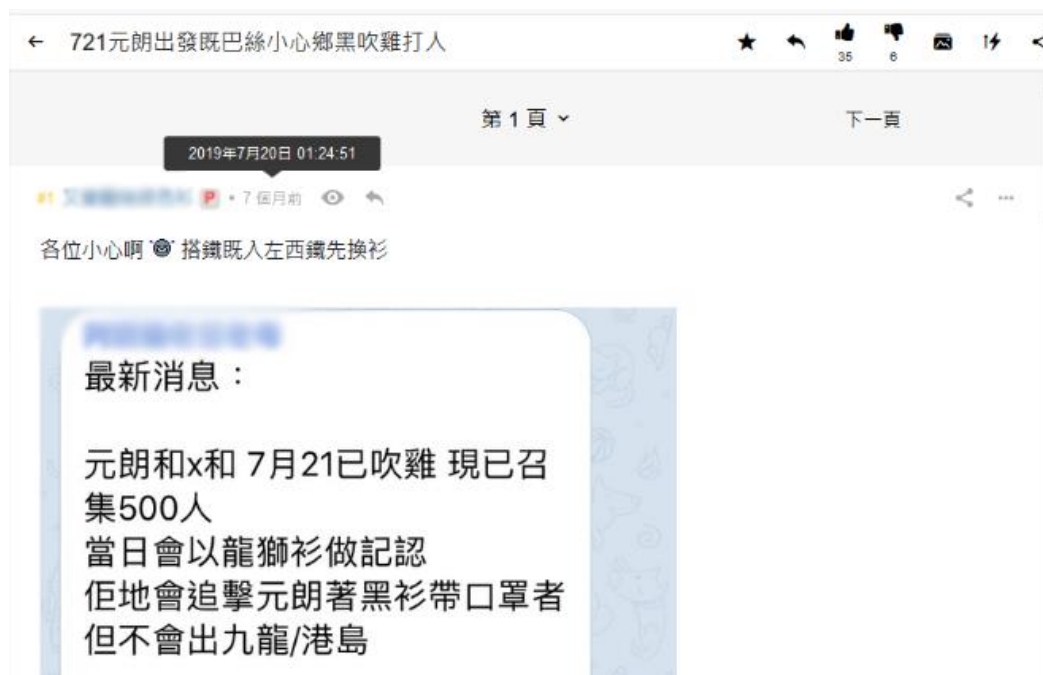 721元朗出發既巴絲小心鄉黑吹雞打人
35
6
第 1 頁
下一頁
2019年7月20日 01:24:51
#1
P • 7 個月前
各位小心啊 搭鐵既入左西鐵先換衫
最新消息：
元朗和x和 7月21已吹雞 現已召
集500人
當日會以龍獅衫做記認
佢地會追擊元朗著黑衫帶口罩者
但不會出九龍/港島